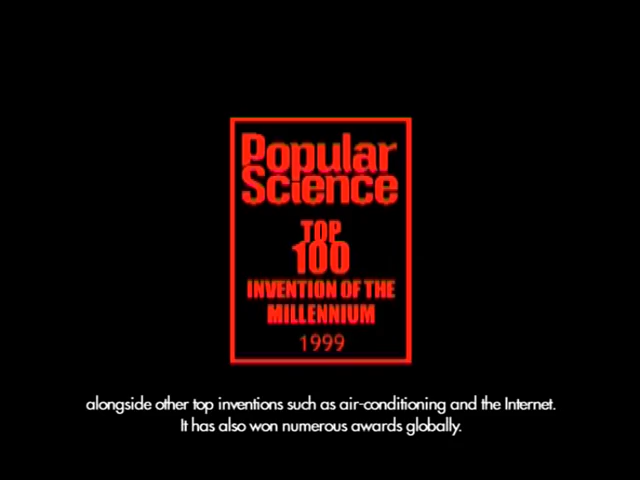 Popular
Science
TOP
100
INVENTION OF THE
MILLENNIUM
1999
alongside other top inventions such as air-conditioning and the Internet.
It has also won numerous awards globally.